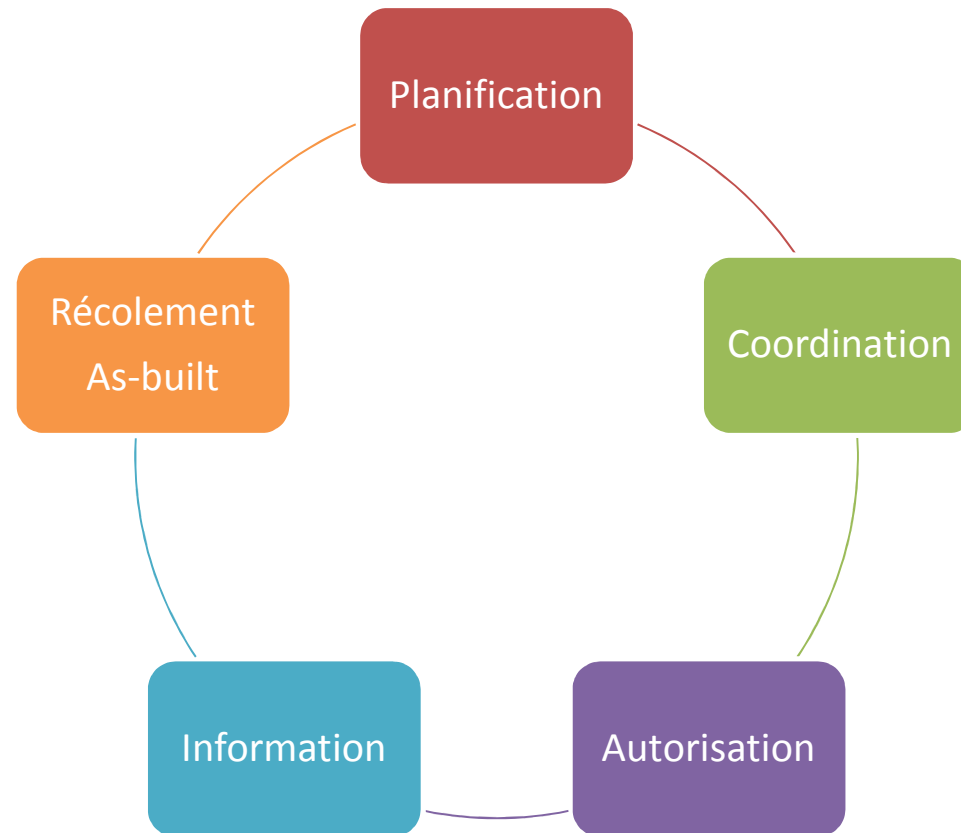 Planification
Coordination
Autorisation
Information
Récolement
As-built